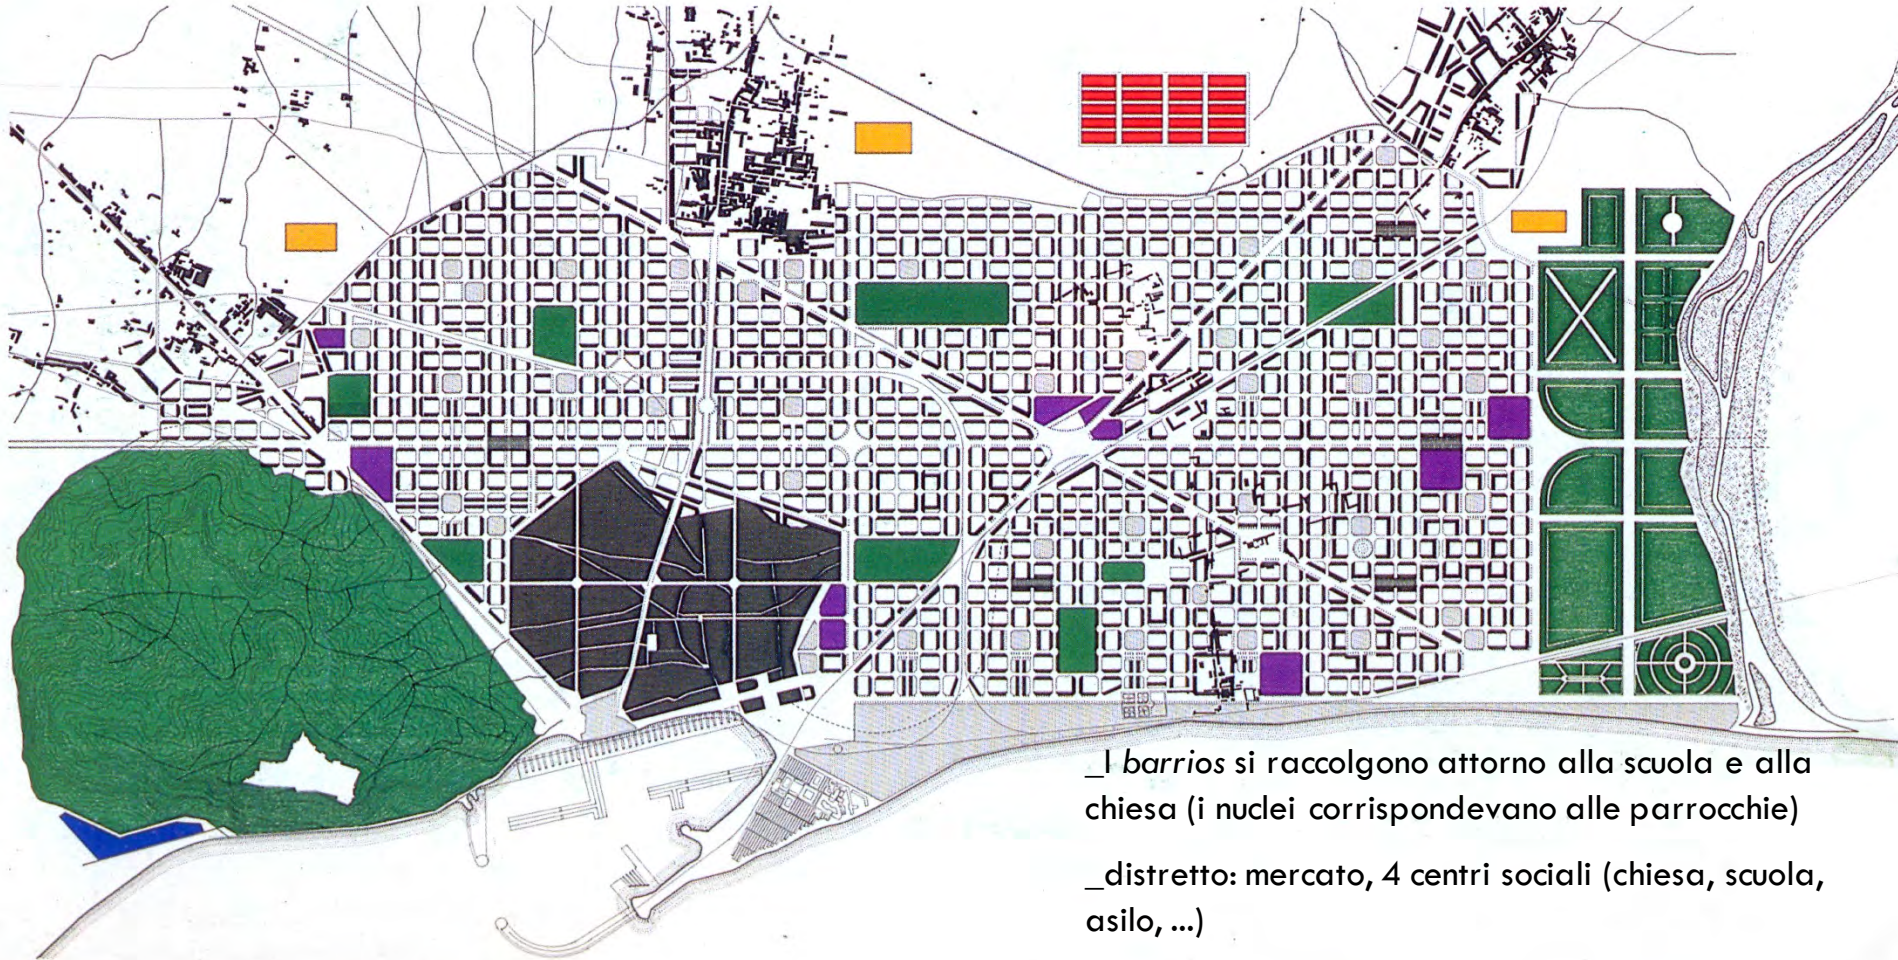 _I barrios si raccolgono attorno alla scuola e alla
chiesa (i nuclei corrispondevano alle parrocchie)
_distretto: mercato, 4 centri sociali (chiesa, scuola,
asilo, ...)